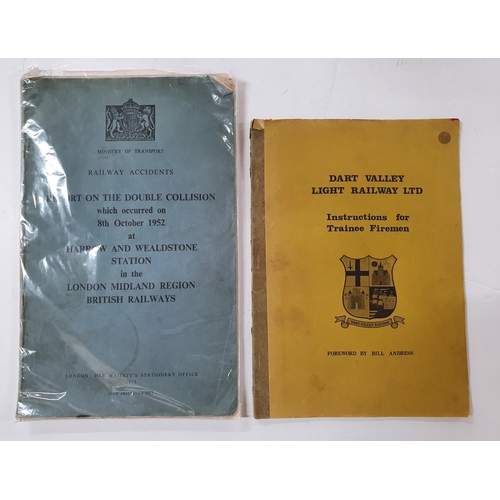 MINISTRY OF TRANSPORT
RAILWAY ACCIDENTS
REPORT ON THE DOUBLE COLLISION
which occurred on
8th October 1952
at
HARROW AND WEALDSTONE
STATION
in the
LONDON MIDLAND REGION
BRITISH RAILWAYS
LONDON: HER MAJESTY'S STATIONERY OFFICE
1953
DART VALLEY
LIGHT RAILWAY LTD
Instructions for
Trainee Firemen
FOREWORD BY BILL ANDRESS